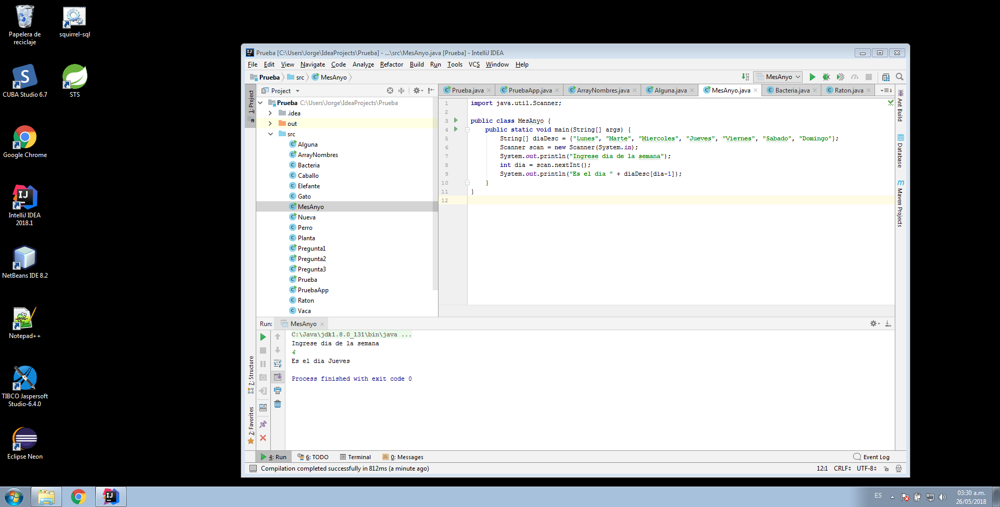 Papelera de
reciclaje
squirrel-sql
CUBA Studio 6.7
STS
Google Chrome
IntelliJ IDEA
2018.1
NetBeans IDE 8.2
Notepad++
TIBCO Jaspersoft
Studio-6.4.0
Eclipse Neon
Prueba [C:\Users\Jorge\IdeaProjects\Prueba] - ...\src\MesAnyo.java [Prueba] - IntelliJ IDEA
File Edit View Navigate Code Analyze Refactor Build Run Tools VCS Window Help
Prueba src MesAnyo
MesAnyo
1: Project
Project
Prueba.java PruebaApp.java ArrayNombres.java Alguna.java MesAnyo.java Bacteria.java Raton.java
Prueba C:\Users\Jorge\IdeaProjects\Prueba
.idea
out
src
Alguna
ArrayNombres
Bacteria
Caballo
Elefante
Gato
MesAnyo
Nueva
Perro
Planta
Pregunta1
Pregunta2
Pregunta3
Prueba
PruebaApp
Raton
Vaca
1 import java.util.Scanner;
2
3 public class MesAnyo {
4 public static void main(String[] args) {
5 String[] diaDesc = {"Lunes", "Marte", "Miercoles", "Jueves", "Viernes", "Sabado", "Domingo"};
6 Scanner scan = new Scanner(System.in);
7 System.out.println("Ingrese dia de la semana");
8 int dia = scan.nextInt();
9 System.out.println("Es el dia " + diaDesc[dia-1]);
10 }
11 }
12
Ant Build
Database
Maven Projects
Run: MesAnyo
C:\Java\jdk1.8.0_131\bin\java ...
Ingrese dia de la semana
4
Es el dia Jueves
Process finished with exit code 0
7: Structure
2: Favorites
4: Run 6: TODO Terminal 0: Messages Event Log
Compilation completed successfully in 812ms (a minute ago) 12:1 CRLF UTF-8
ES
03:30 a.m.
26/05/2018